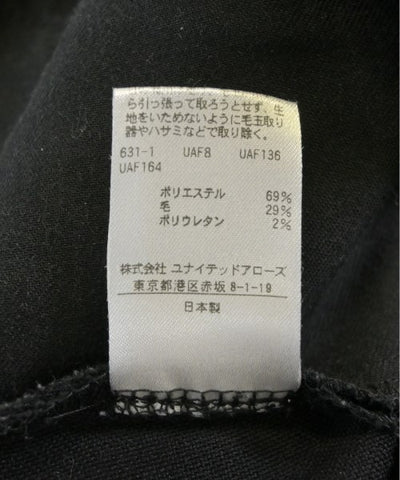 ら引っ張って取ろうとせず、生
地をいためないように毛玉取り
器やハサミなどで取り除く。
631-1 UAF8 UAF136
UAF164
ポリエステル 69%
毛 29%
ポリウレタン 2%
株式会社 ユナイテッドアローズ
東京都港区赤坂 8-1-19
日本製